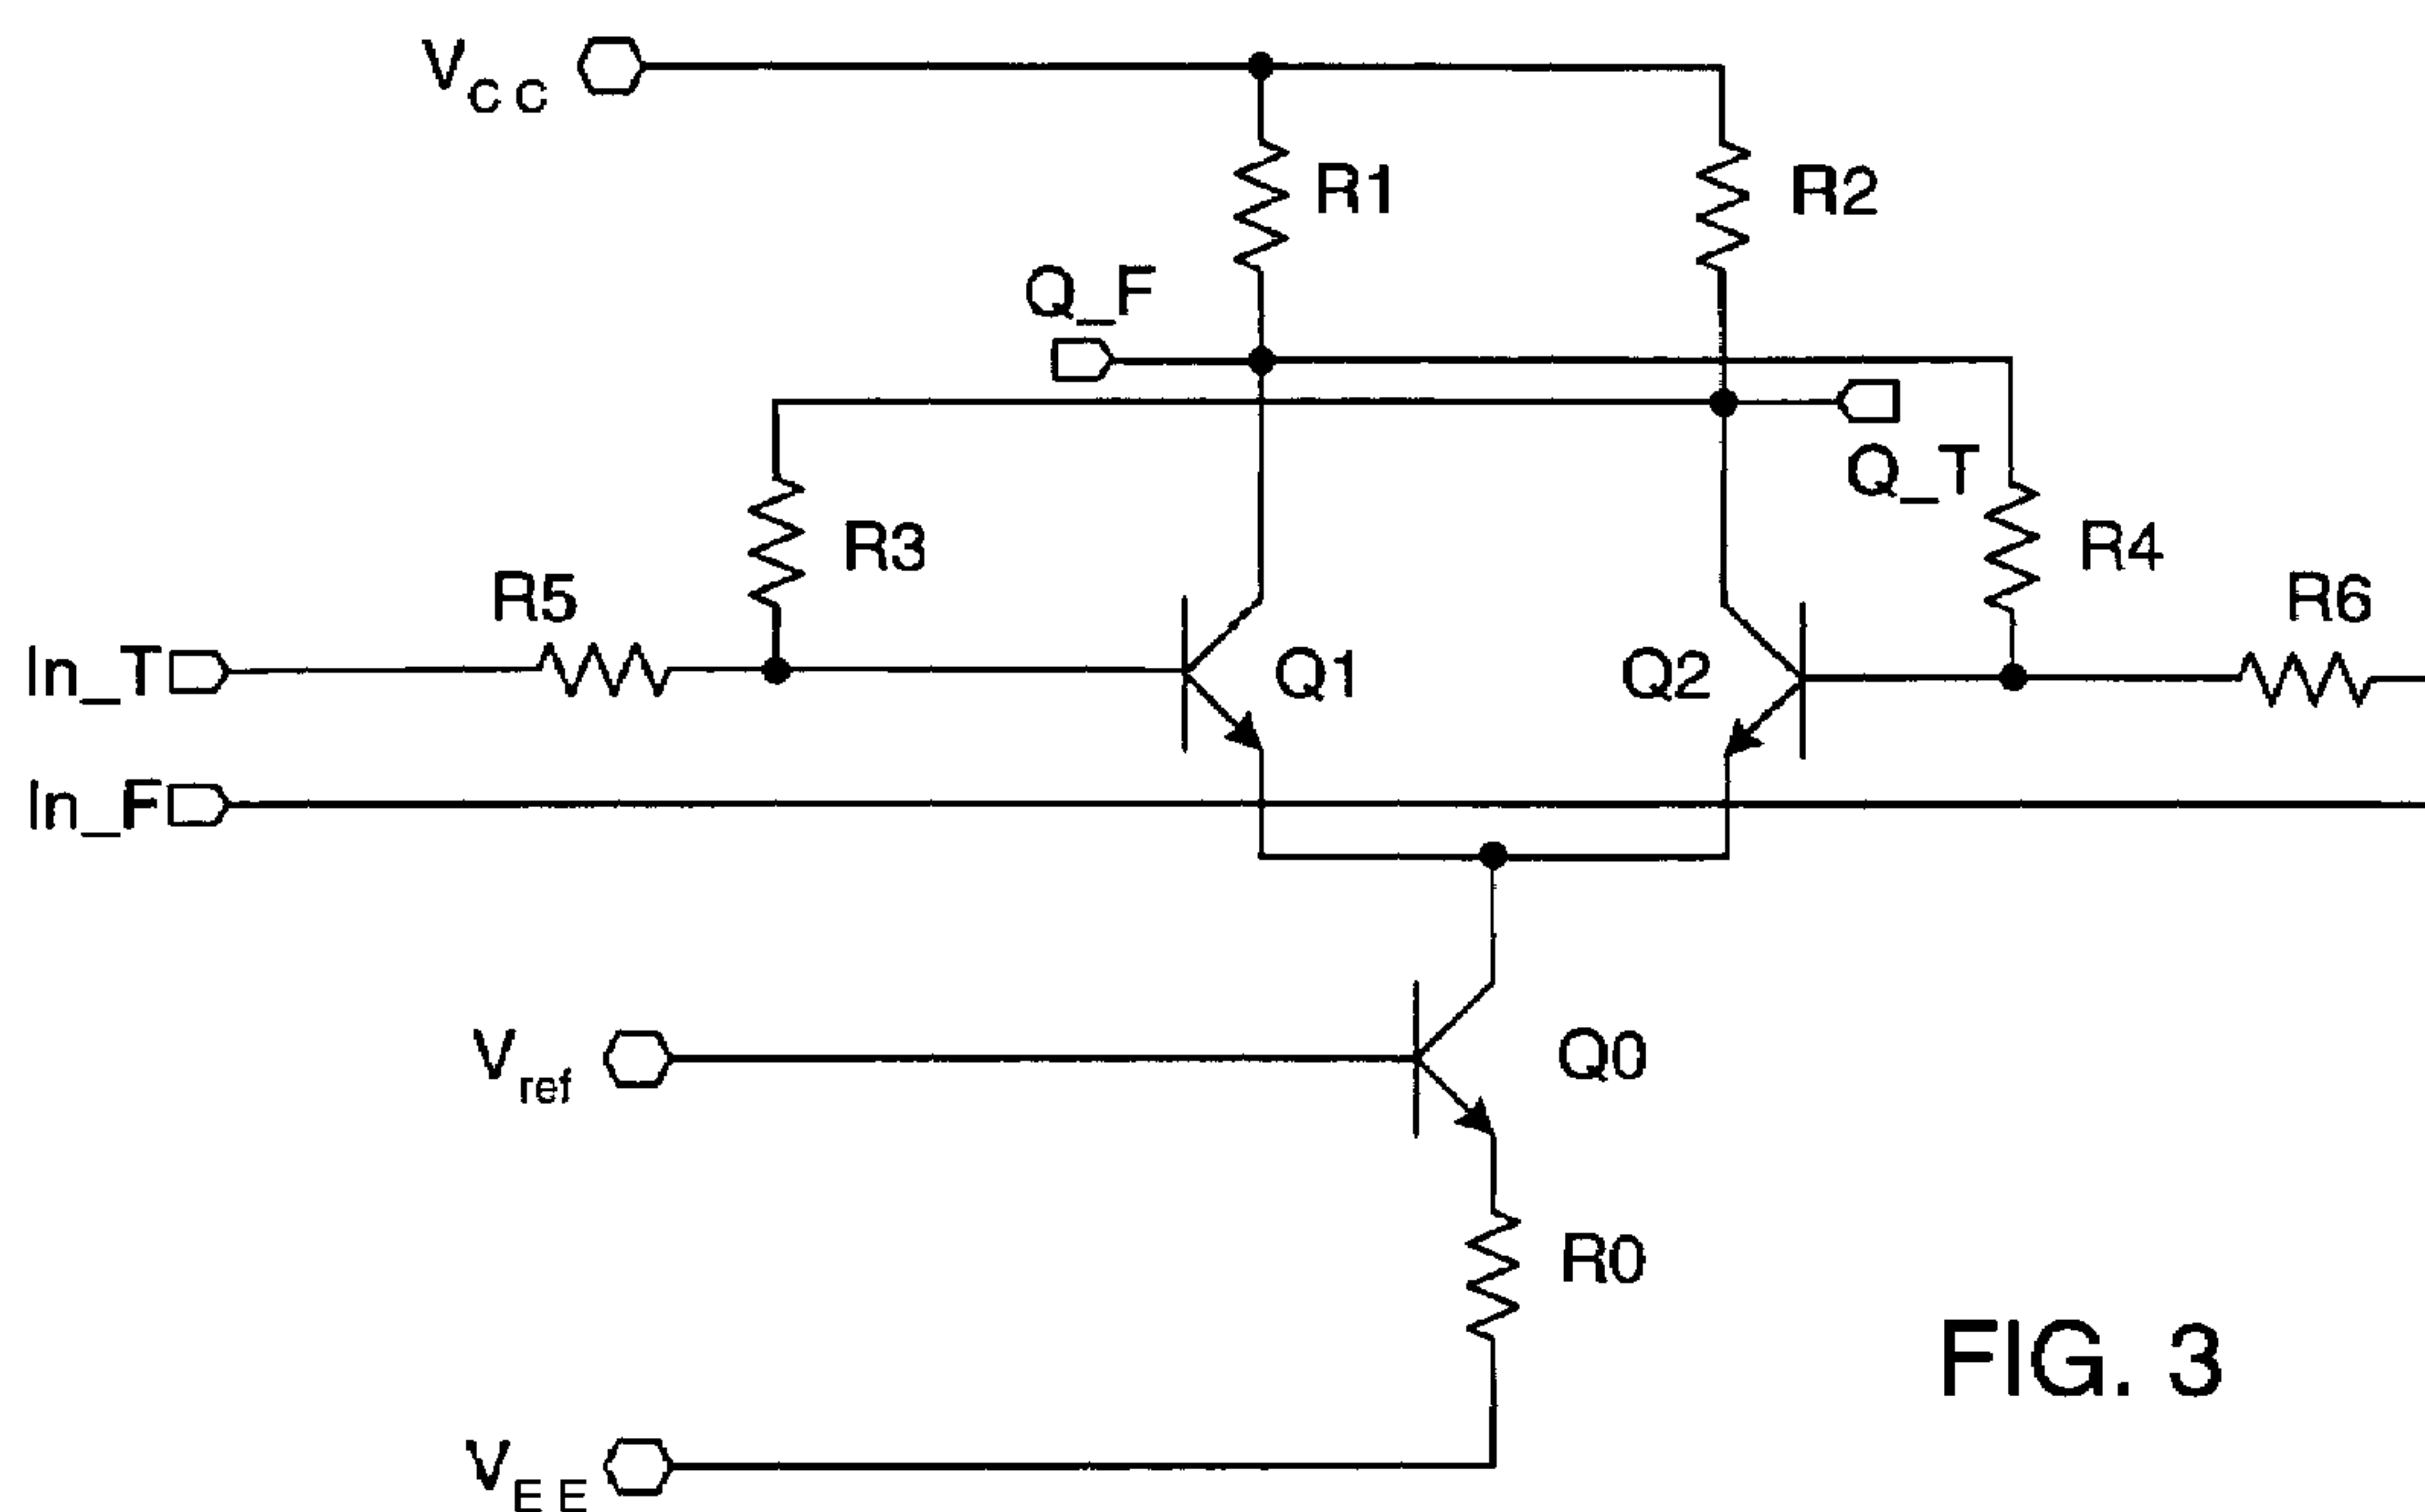 VCC
R1
R2
Q_F
Q_T
R3
R4
R5
R6
In_T
Q1
Q2
In_F
Vref
Q0
R0
FIG. 3
VEE